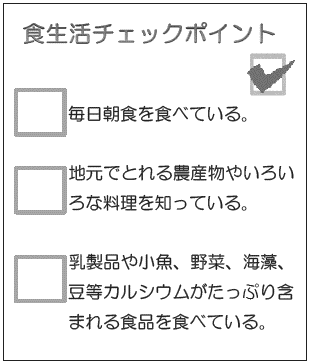 食生活チェックポイント
毎日朝食を食べている。
地元でとれる農産物やいろい
ろな料理を知っている。
乳製品や小魚、野菜、海藻、
豆等カルシウムがたっぷり含
まれる食品を食べている。